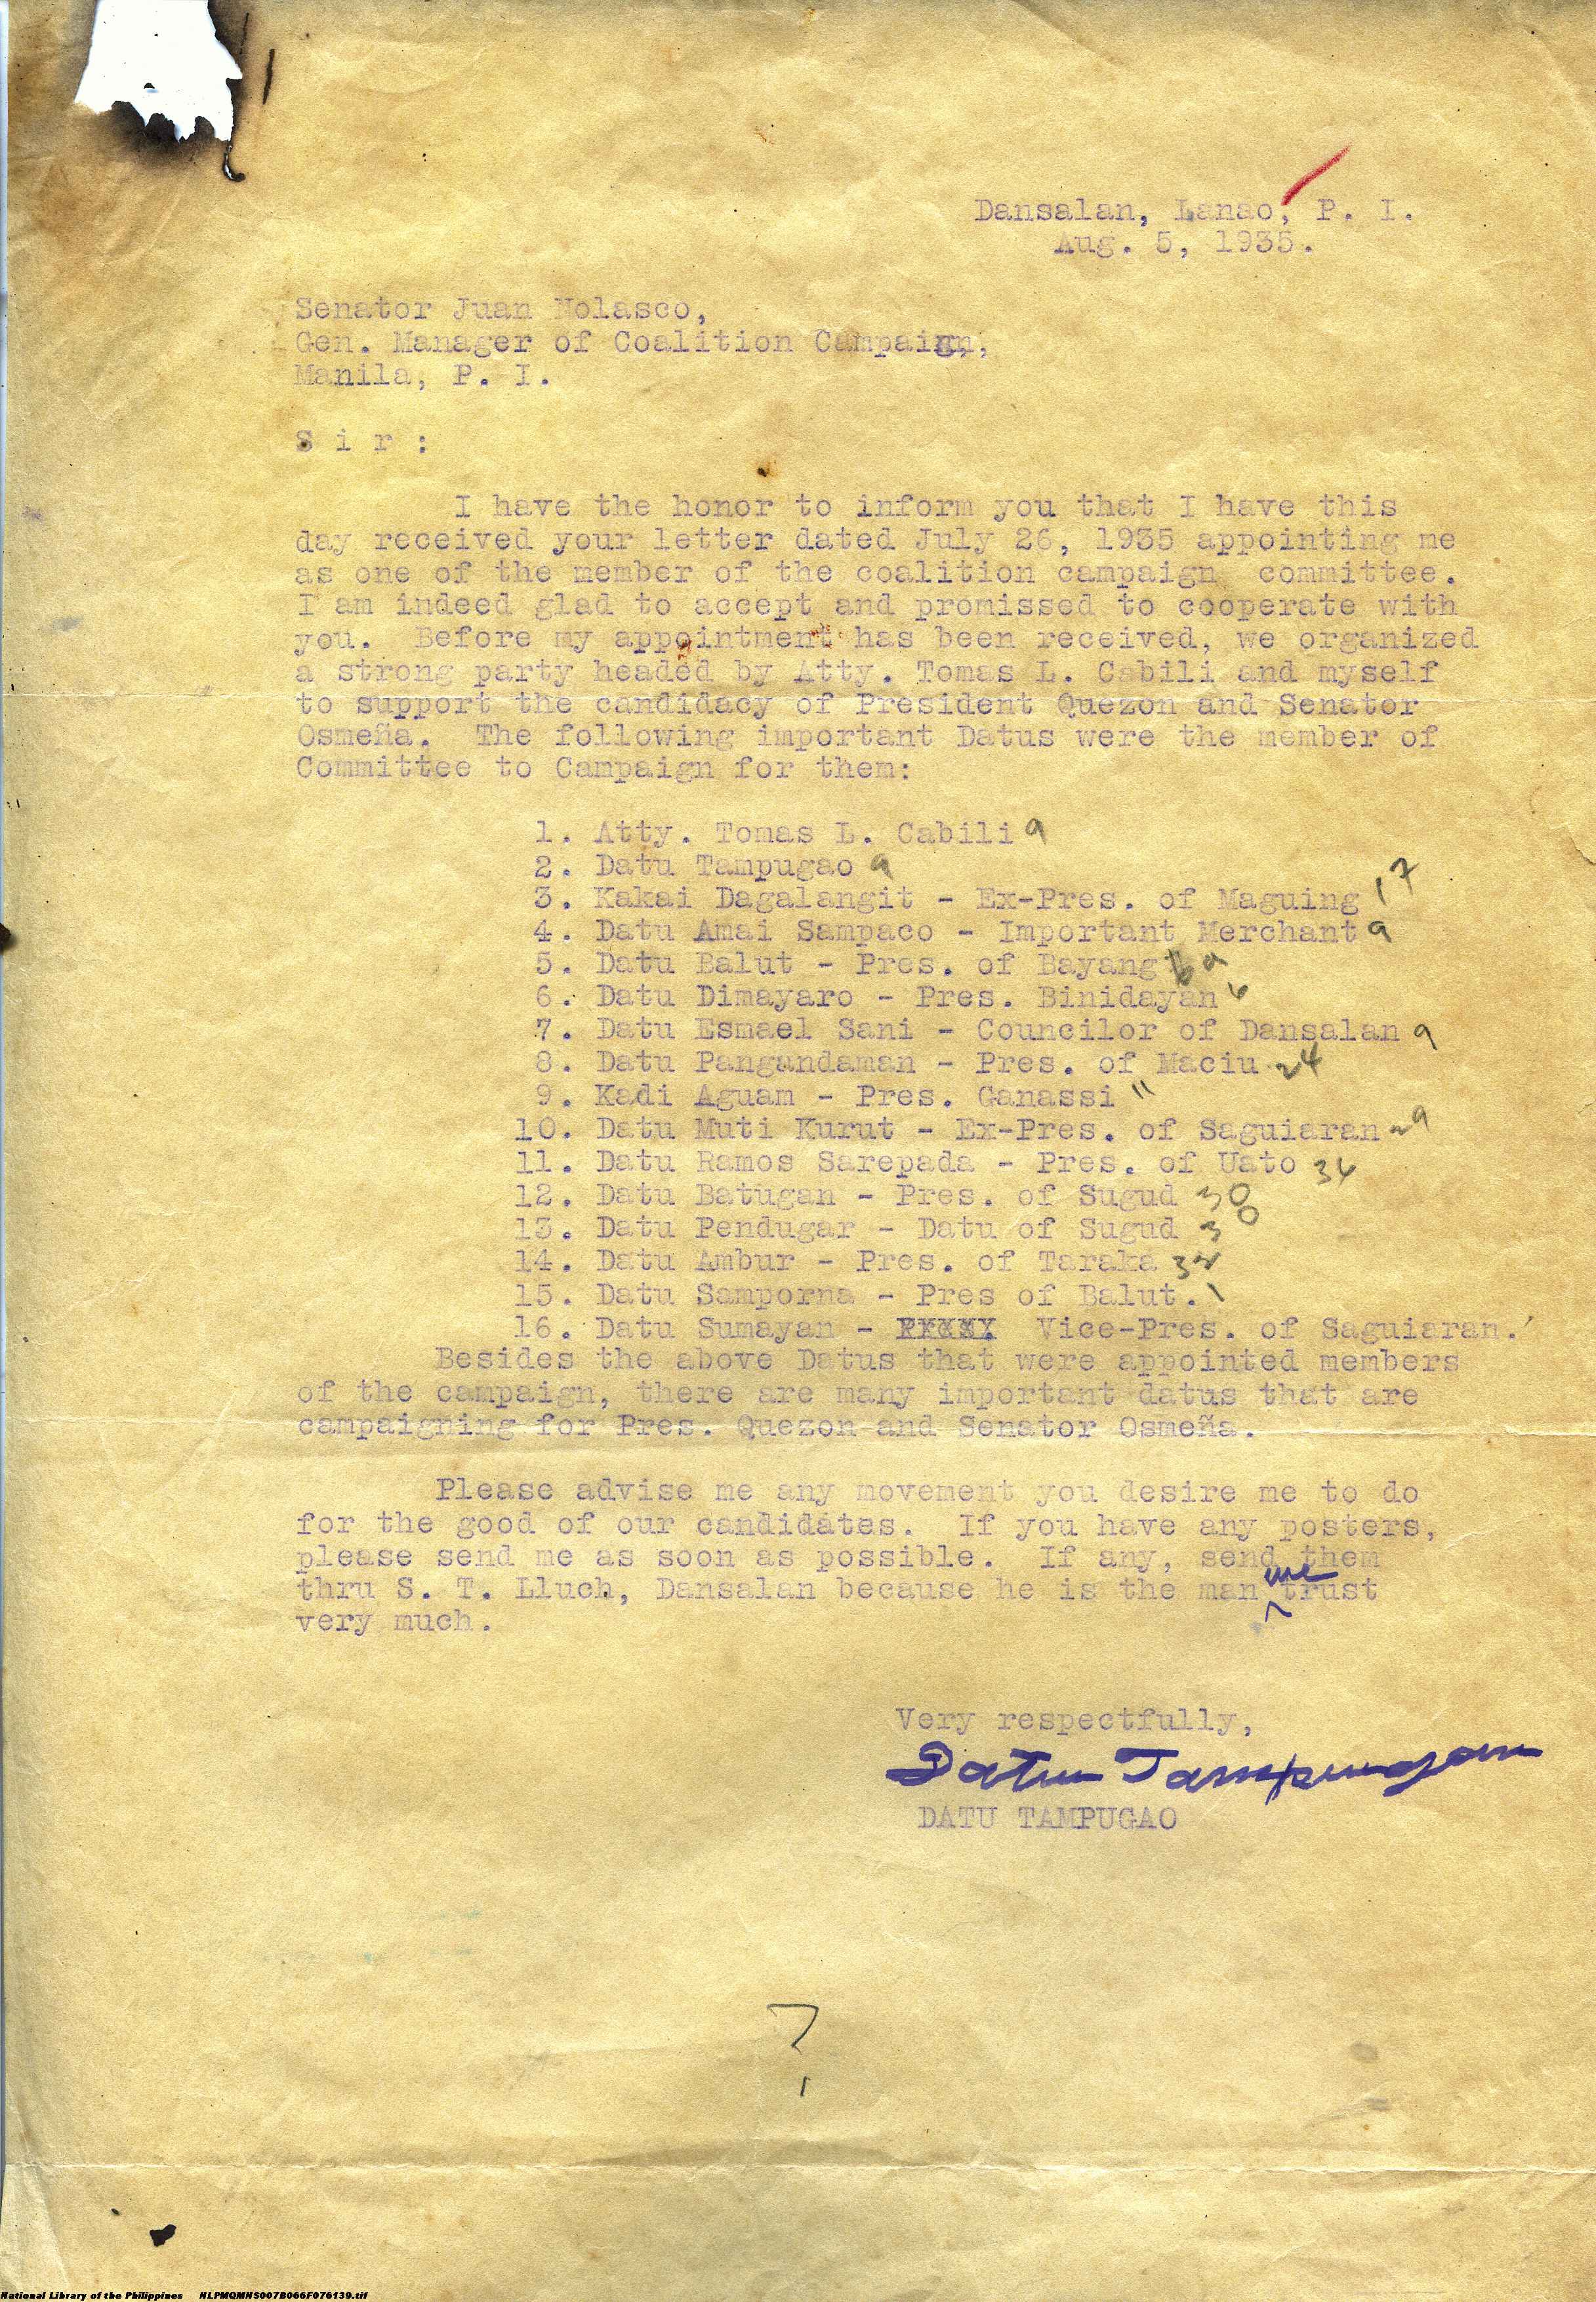 Dansalan, Lanao, P. I.
Aug. 5, 1935.
Senator Juan Nolasco,
Gen. Manager of Coalition Campaign,
Manila, P. I.
S i r :
I have the honor to inform you that I have this
day received your letter dated July 26, 1935 appointing me
as one of the member of the coalition campaign committee.
I am indeed glad to accept and promissed to cooperate with
you. Before my appointment has been received, we organized
a strong party headed by Atty. Tomas L. Cabili and myself
to support the candidacy of President Quezon and Senator
Osmeña. The following important Datus were the member of
Committee to Campaign for them:
1. Atty. Tomas L. Cabili 9
2. Datu Tampugao 9
3. Kakai Dagalangit - Ex-Pres. of Maguing 17
4. Datu Amai Sampaco - Important Merchant 9
5. Datu Balut - Pres. of Bayang
6. Datu Dimayaro - Pres. Binidayan 6
7. Datu Esmael Sani - Councilor of Dansalan 9
8. Datu Pangandaman - Pres. of Maciu 24
9. Kadi Aguam - Pres. Ganassi 11
10. Datu Muti Kurut - Ex-Pres. of Saguiaran 29
11. Datu Ramos Sarepada - Pres. of Uato 34
12. Datu Batugan - Pres. of Sugud 30
13. Datu Pendugar - Datu of Sugud 30
14. Datu Ambur - Pres. of Taraka 32
15. Datu Samporna - Pres of Balut.
16. Datu Sumayan - Vice-Pres. of Saguiaran.
Besides the above Datus that were appointed members
of the campaign, there are many important datus that are
campaigning for Pres. Quezon and Senator Osmeña.
Please advise me any movement you desire me to do
for the good of our candidates. If you have any posters,
please send me as soon as possible. If any, send them
thru S. T. Lluch, Dansalan because he is the man we trust
very much.
Very respectfully,
Datu Tampugao
DATU TAMPUGAO
?
National Library of the Philippines NLPMQMNS007B066F076139.tif